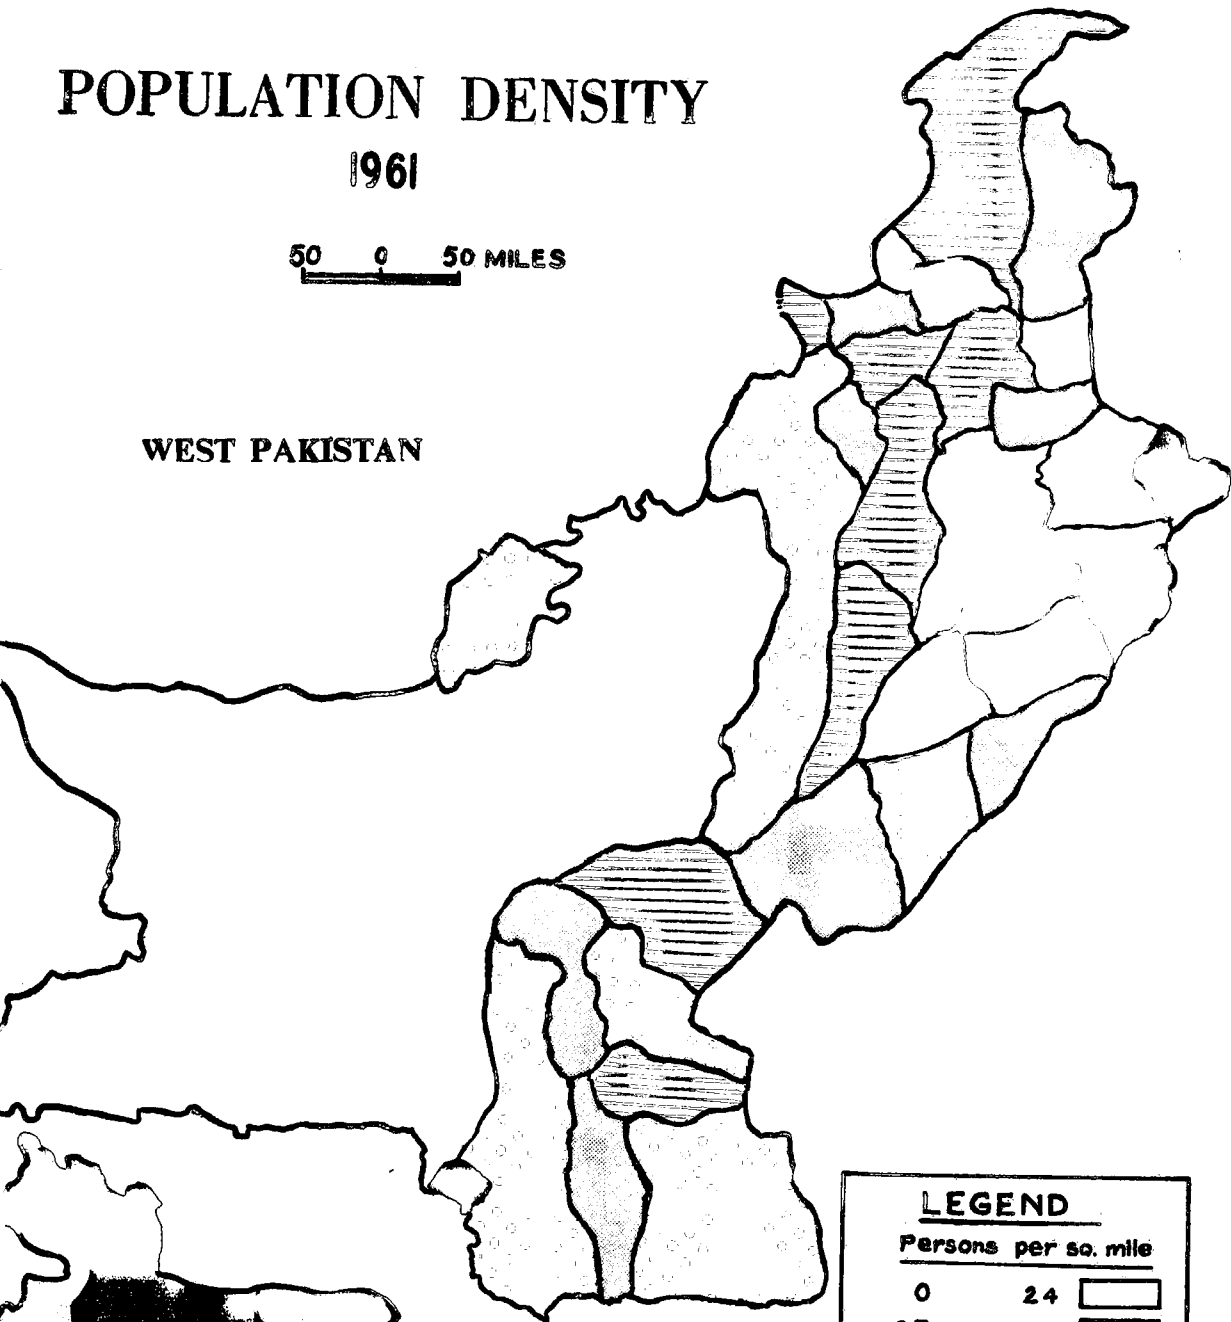 POPULATION DENSITY
1961
50 0 50 MILES
WEST PAKISTAN
LEGEND
Persons per sq. mile
0 24